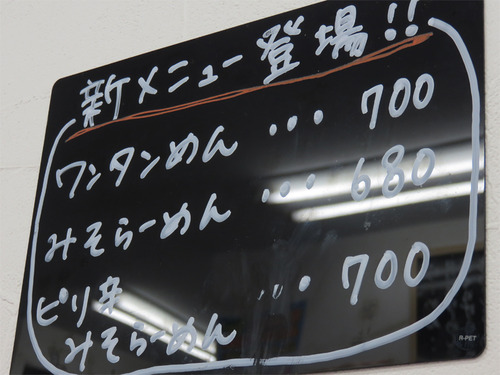 新メニュー登場!!
ワンタンめん … 700
みそらーめん … 680
ピリ辛
みそらーめん … 700
R-PET